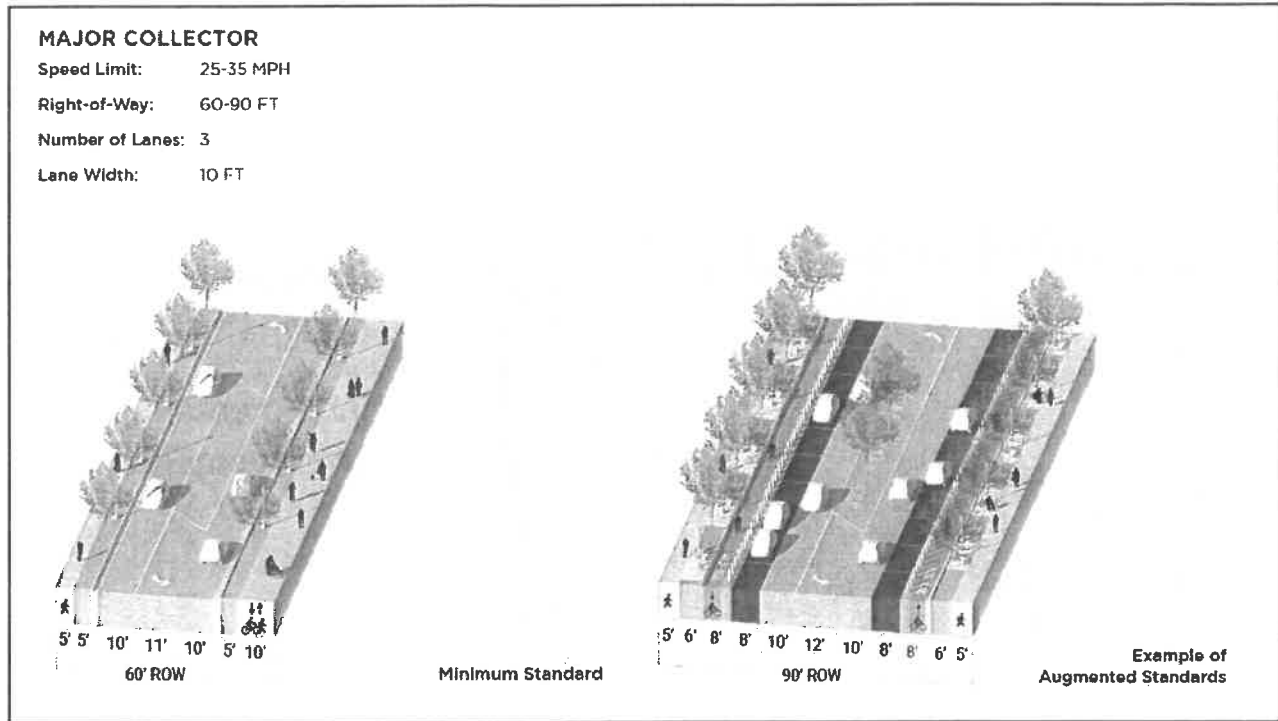 MAJOR COLLECTOR
Speed Limit: 25-35 MPH
Right-of-Way: 60-90 FT
Number of Lanes: 3
Lane Width: 10 FT
5' 5' 10' 11' 10' 5' 10'
60' ROW
Minimum Standard
5' 6' 8' 8' 10' 12' 10' 8' 8' 6' 5'
90' ROW
Example of
Augmented Standards